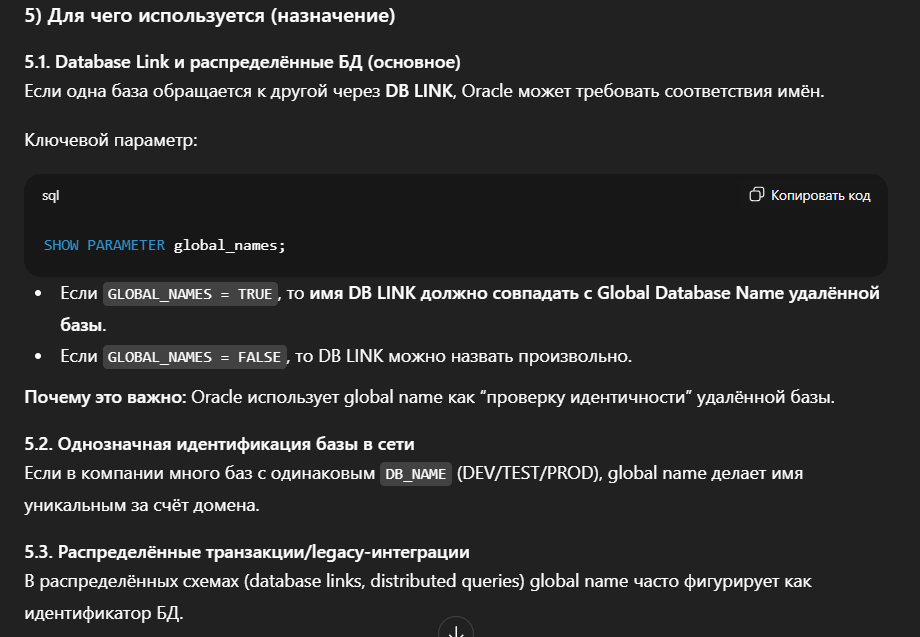 5) Для чего используется (назначение)
5.1. Database Link и распределённые БД (основное)
Если одна база обращается к другой через DB LINK, Oracle может требовать соответствия имён.
Ключевой параметр:
sql
Копировать код
SHOW PARAMETER global_names;
• Если GLOBAL_NAMES = TRUE, то имя DB LINK должно совпадать с Global Database Name удалённой
базы.
• Если GLOBAL_NAMES = FALSE, то DB LINK можно назвать произвольно.
Почему это важно: Oracle использует global name как “проверку идентичности” удалённой базы.
5.2. Однозначная идентификация базы в сети
Если в компании много баз с одинаковым DB_NAME (DEV/TEST/PROD), global name делает имя
уникальным за счёт домена.
5.3. Распределённые транзакции/legacy-интеграции
В распределённых схемах (database links, distributed queries) global name часто фигурирует как
идентификатор БД.